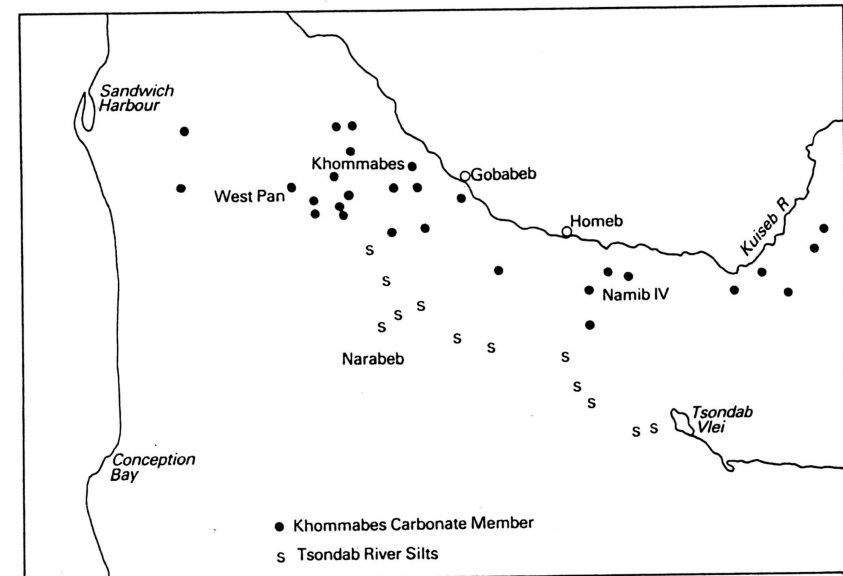 Sandwich
Harbour
Khommabes
Gobabeb
West Pan
Homeb
Kuiseb R
Namib IV
S
S
S
S
S
Narabeb
S
S
S
S
S
Tsondab
Vlei
S
S
Conception
Bay
Khommabes Carbonate Member
S Tsondab River Silts